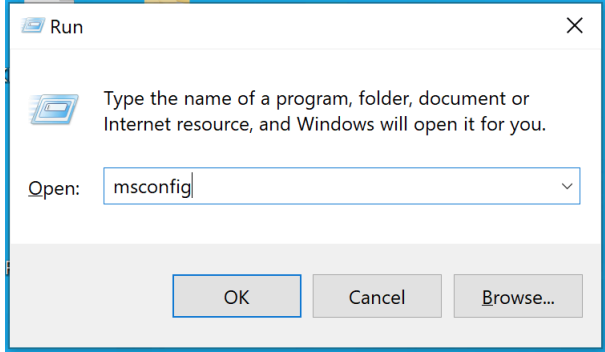 Run
Type the name of a program, folder, document or
Internet resource, and Windows will open it for you.
Open: msconfig
OK Cancel Browse...